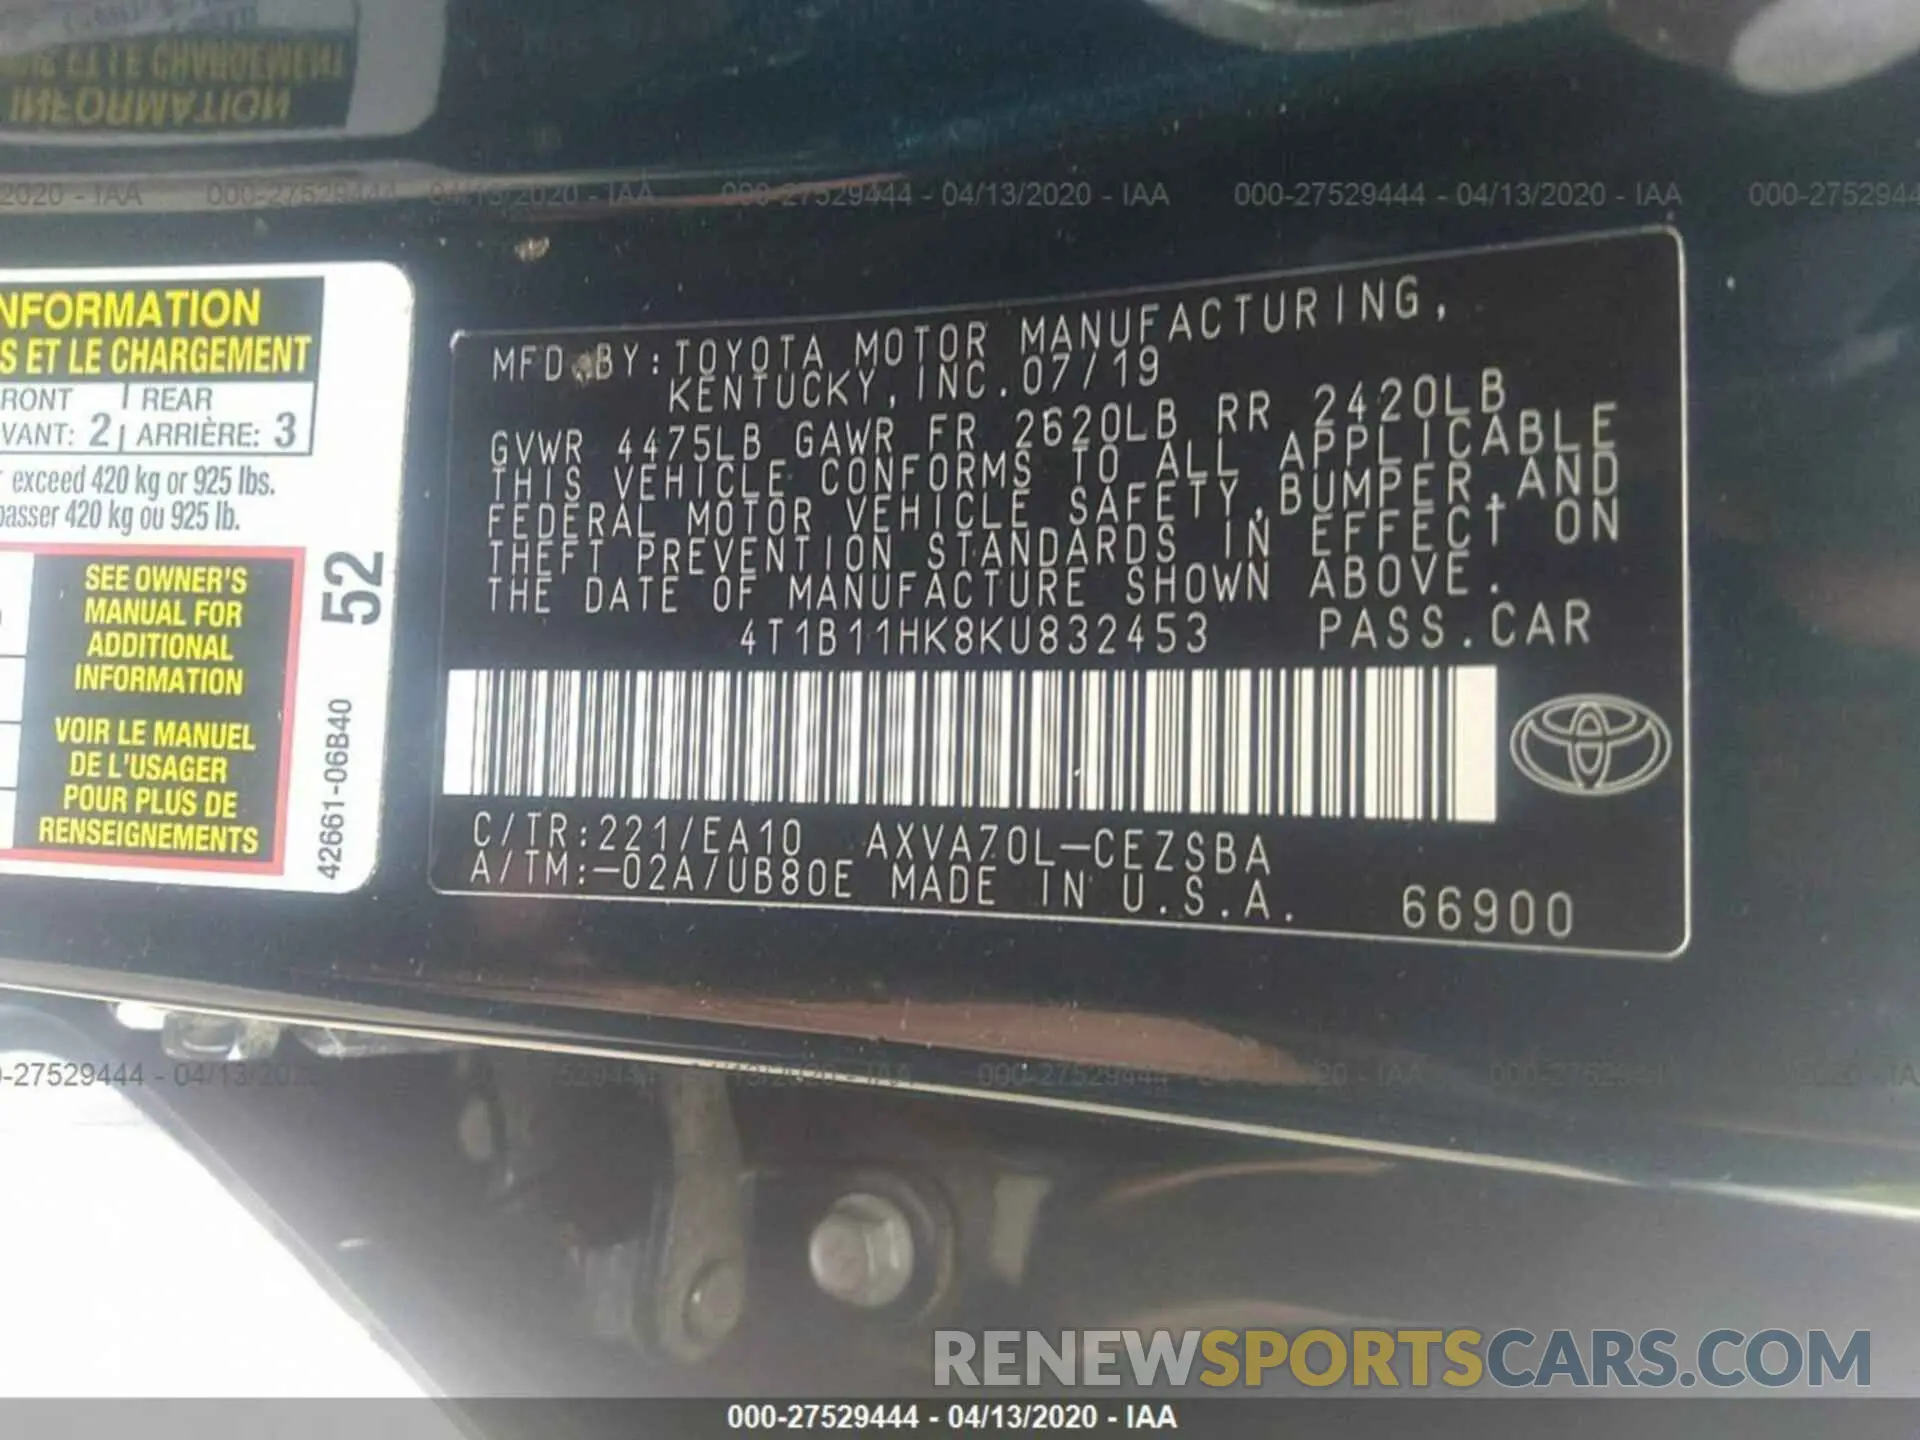 INFORMATION
000-27529444 - 04/13/2020 - IAA
000-27529444 - 04/13/2020 - IAA
000-27529444 - 04/13/2020 - IAA
NFORMATION
S ET LE CHARGEMENT
RONT | REAR
VANT: 2 | ARRIÈRE: 3
exceed 420 kg or 925 lbs.
passer 420 kg ou 925 lb.
SEE OWNER'S
MANUAL FOR
ADDITIONAL
INFORMATION
VOIR LE MANUEL
DE L'USAGER
POUR PLUS DE
RENSEIGNEMENTS
52
42661-06B40
MFD BY: TOYOTA MOTOR MANUFACTURING,
KENTUCKY, INC. 07/19
GVWR 4475LB GAWR FR 2620LB RR 2420LB
THIS VEHICLE CONFORMS TO ALL APPLICABLE
FEDERAL MOTOR VEHICLE SAFETY, BUMPER, AND
THEFT PREVENTION STANDARDS IN EFFECT ON
THE DATE OF MANUFACTURE SHOWN ABOVE.
4T1B11HK8KU832453 PASS.CAR
C/TR:221/EA10 AXVA70L-CEZSBA
A/TM:-02A/UB80E MADE IN U.S.A. 66900
RENEWSPORTSCARS.COM
000-27529444 - 04/13/2020 - IAA